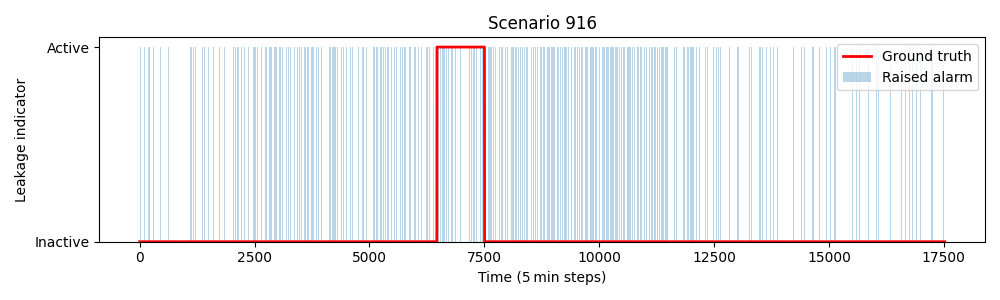 Scenario 916
Active
Inactive
Leakage indicator
Ground truth
Raised alarm
0 2500 5000 7500 10000 12500 15000 17500
Time (5 min steps)